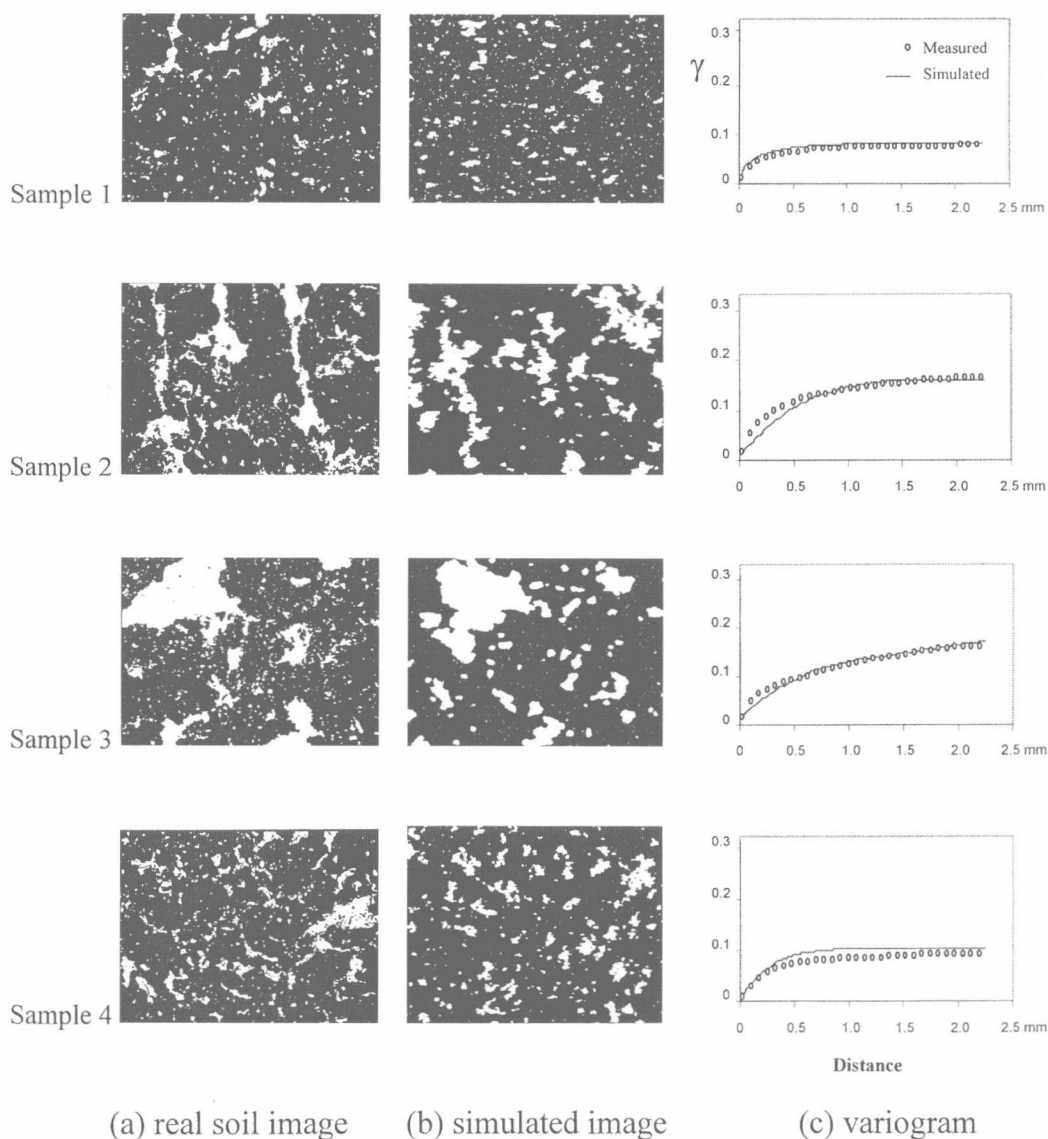 0.3
γ
0.2
0.1
0
o Measured
— Simulated
0 0.5 1.0 1.5 2.0 2.5 mm
Sample 1
0.3
0.2
0.1
0
0 0.5 1.0 1.5 2.0 2.5 mm
Sample 2
0.3
0.2
0.1
0
0 0.5 1.0 1.5 2.0 2.5 mm
Sample 3
0.3
0.2
0.1
0
0 0.5 1.0 1.5 2.0 2.5 mm
Sample 4
Distance
(a) real soil image (b) simulated image (c) variogram